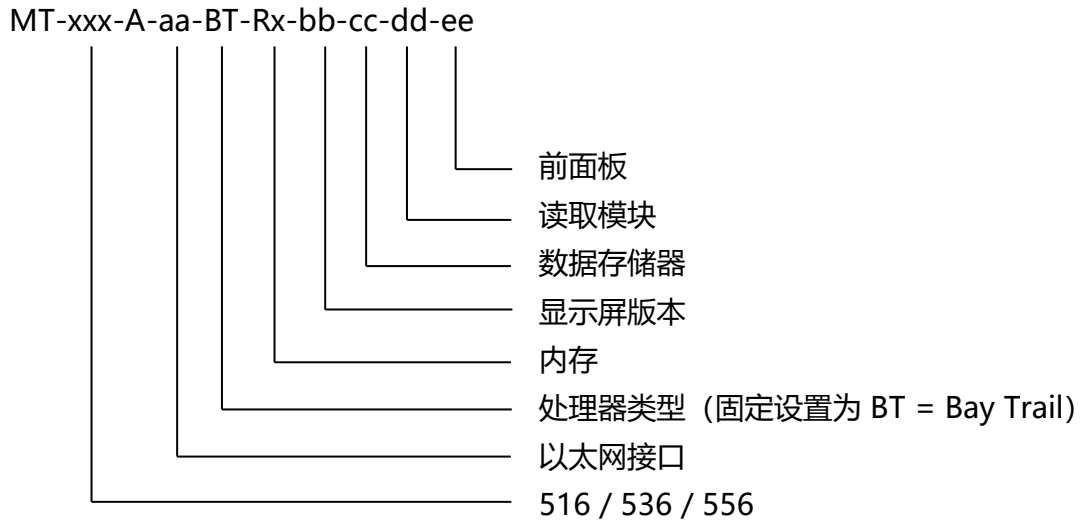 MT-xxx-A-aa-BT-Rx-bb-cc-dd-ee
前面板
读取模块
数据存储器
显示屏版本
内存
处理器类型（固定设置为 BT = Bay Trail）
以太网接口
516 / 536 / 556